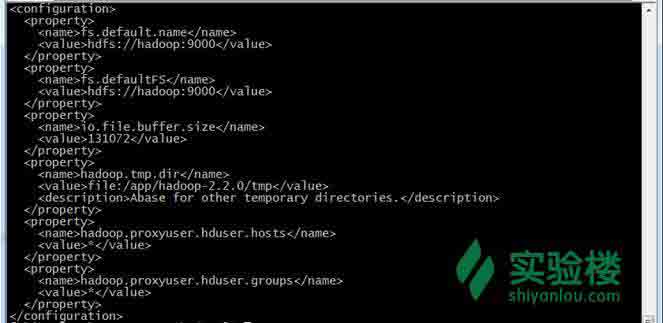 <configuration>
  <property>
    <name>fs.default.name</name>
    <value>hdfs://hadoop:9000</value>
  </property>
  <property>
    <name>fs.defaultFS</name>
    <value>hdfs://hadoop:9000</value>
  </property>
  <property>
    <name>io.file.buffer.size</name>
    <value>131072</value>
  </property>
  <property>
    <name>hadoop.tmp.dir</name>
    <value>file:/app/hadoop-2.2.0/tmp</value>
    <description>Abase for other temporary directories.</description>
  </property>
  <property>
    <name>hadoop.proxyuser.hduser.hosts</name>
    <value>*</value>
  </property>
  <property>
    <name>hadoop.proxyuser.hduser.groups</name>
    <value>*</value>
  </property>
</configuration>
实验楼
shiyanlou.com